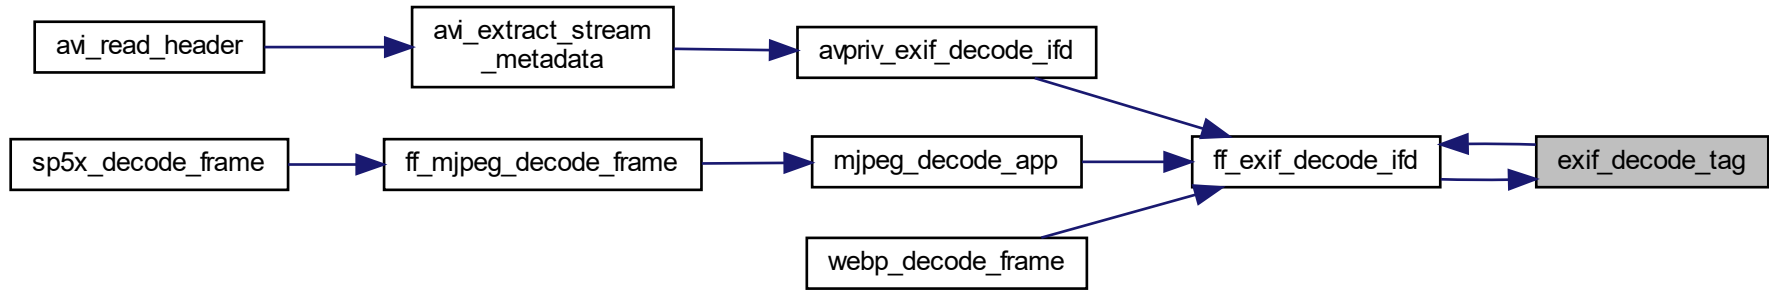 avi_read_header
avi_extract_stream
_metadata
avpriv_exif_decode_ifd
sp5x_decode_frame
ff_mjpeg_decode_frame
mjpeg_decode_app
ff_exif_decode_ifd
exif_decode_tag
webp_decode_frame